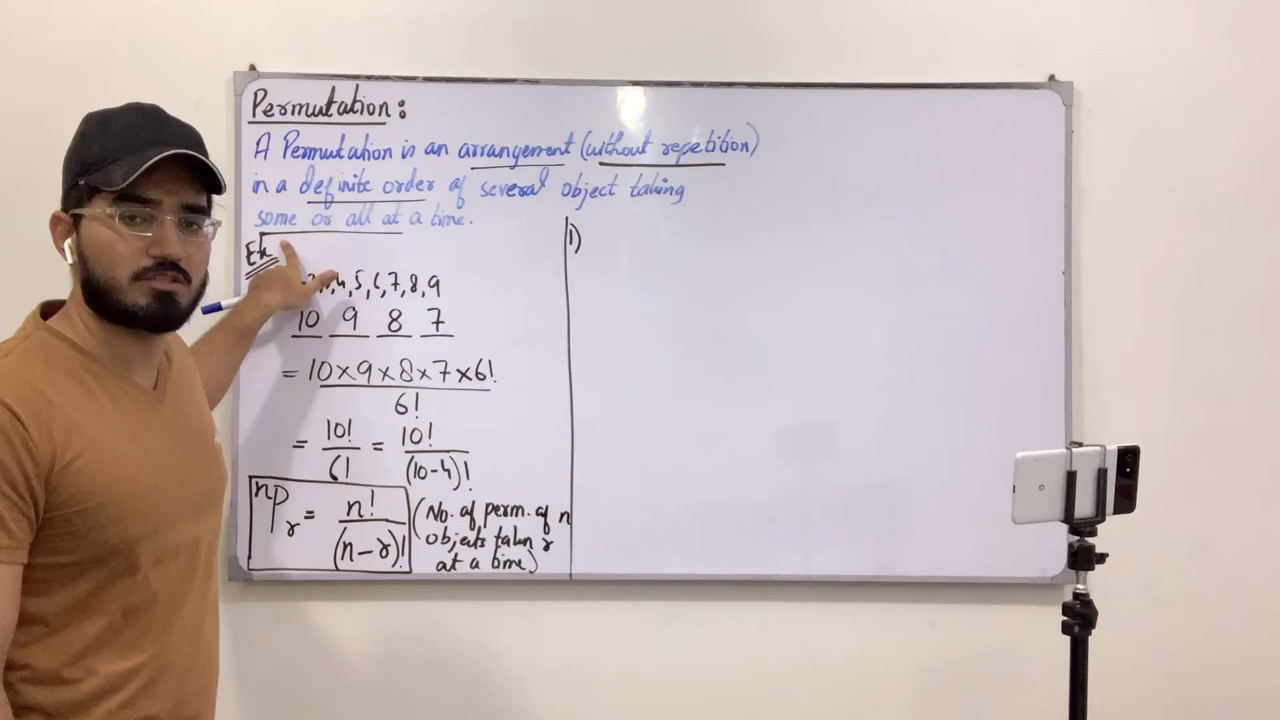 Permutation:
A Permutation is an arrangement (without repetition)
in a definite order of several object taking
some or all at a time.
Ex
4,5,6,7,8,9
10 9 8 7
= 10×9×8×7×6!
6!
= 10! = 10!
6! (10-4)!
nPr = n!
(n-r)!
(No. of perm. of n
objects taken r
at a time)
1)